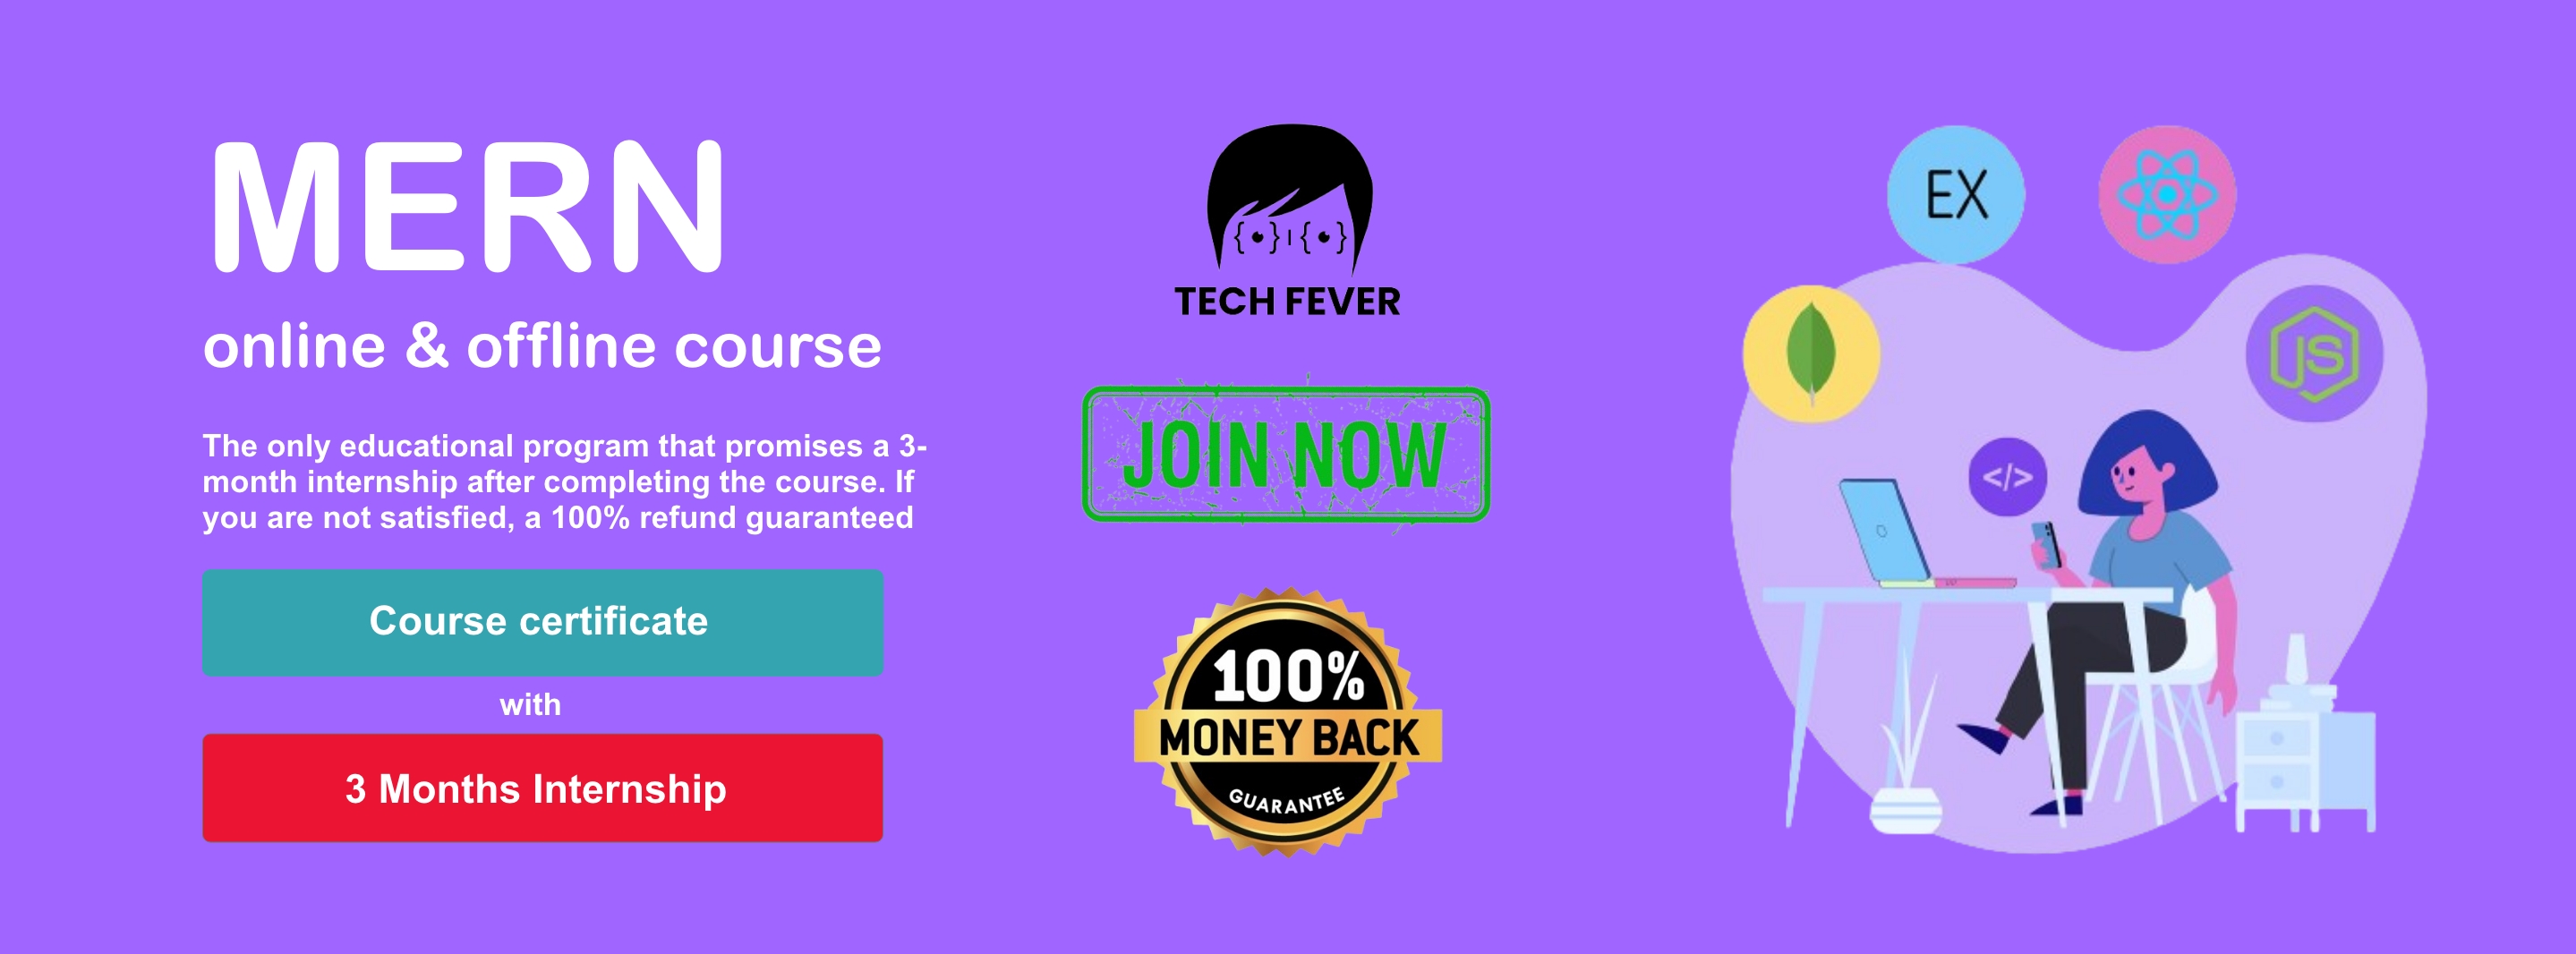 MERN
online & offline course
The only educational program that promises a 3-
month internship after completing the course. If
you are not satisfied, a 100% refund guaranteed
Course certificate
with
3 Months Internship
{•}|{•}
TECH FEVER
JOIN NOW
100%
MONEY BACK
GUARANTEE
EX
JS
</>